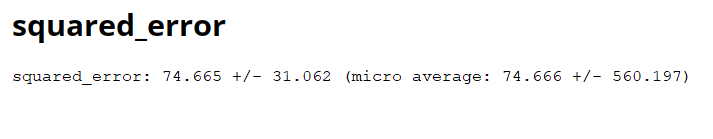 squared_error
squared_error: 74.665 +/- 31.062 (micro average: 74.666 +/- 560.197)